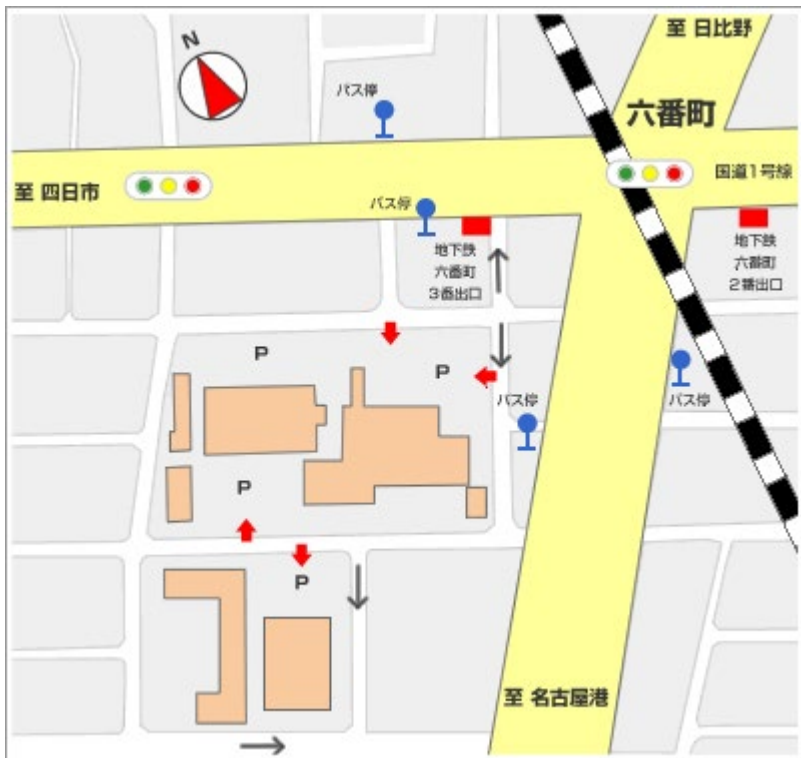 至 日比野
N
バス停
六番町
国道1号線
至 四日市
バス停
地下鉄
六番町
3番出口
地下鉄
六番町
2番出口
P
P
バス停
バス停
P
P
至 名古屋港